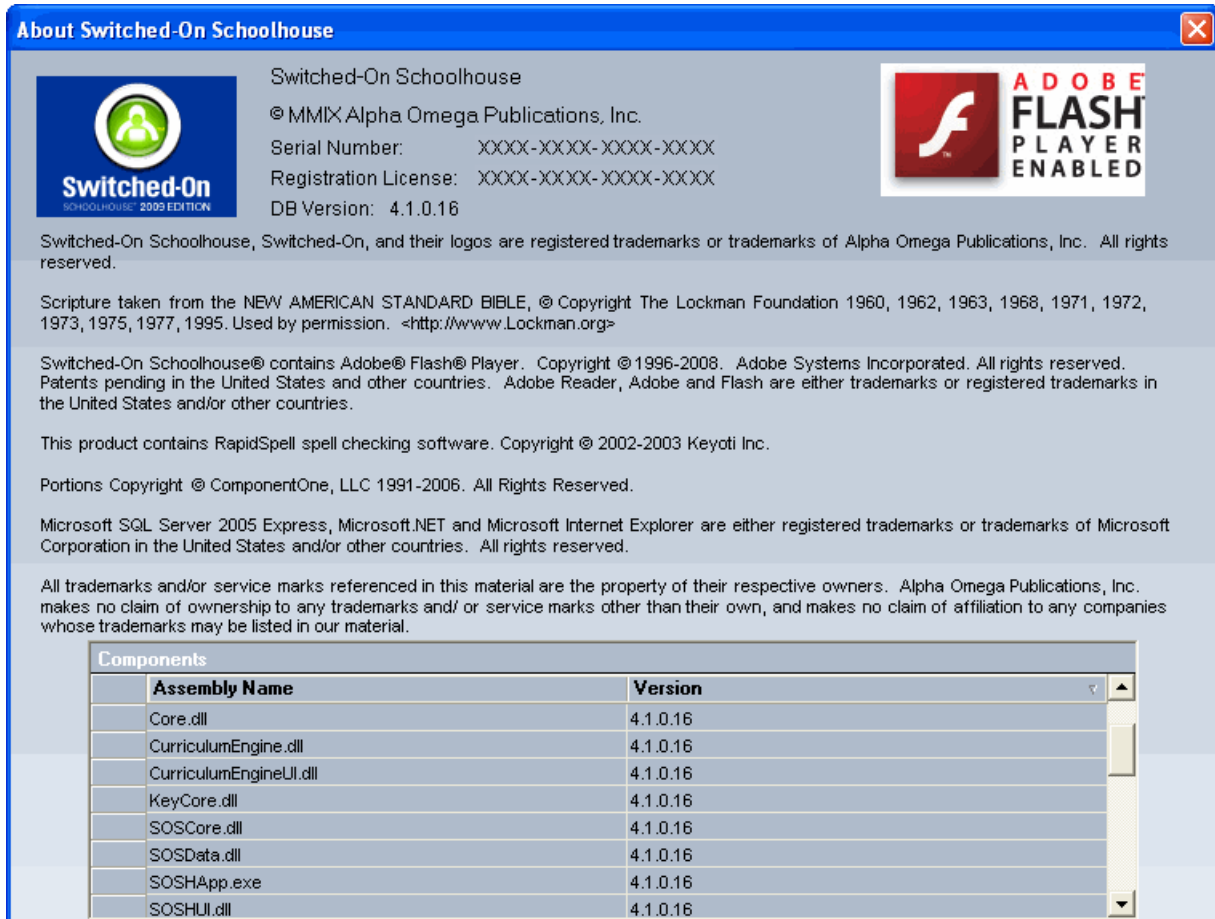 About Switched-On Schoolhouse
Switched-On
SCHOOLHOUSE® 2009 EDITION
Switched-On Schoolhouse
© MMIX Alpha Omega Publications, Inc.
Serial Number: XXXX-XXXX-XXXX-XXXX
Registration License: XXXX-XXXX-XXXX-XXXX
DB Version: 4.1.0.16
ADOBE®
FLASH®
PLAYER
ENABLED
Switched-On Schoolhouse, Switched-On, and their logos are registered trademarks or trademarks of Alpha Omega Publications, Inc. All rights
reserved.
Scripture taken from the NEW AMERICAN STANDARD BIBLE, © Copyright The Lockman Foundation 1960, 1962, 1963, 1968, 1971, 1972,
1973, 1975, 1977, 1995. Used by permission. <http://www.Lockman.org>
Switched-On Schoolhouse® contains Adobe® Flash® Player. Copyright © 1996-2008. Adobe Systems Incorporated. All rights reserved.
Patents pending in the United States and other countries. Adobe Reader, Adobe and Flash are either trademarks or registered trademarks in
the United States and/or other countries.
This product contains RapidSpell spell checking software. Copyright © 2002-2003 Keyoti Inc.
Portions Copyright © ComponentOne, LLC 1991-2006. All Rights Reserved.
Microsoft SQL Server 2005 Express, Microsoft.NET and Microsoft Internet Explorer are either registered trademarks or trademarks of Microsoft
Corporation in the United States and/or other countries. All rights reserved.
All trademarks and/or service marks referenced in this material are the property of their respective owners. Alpha Omega Publications, Inc.
makes no claim of ownership to any trademarks and/ or service marks other than their own, and makes no claim of affiliation to any companies
whose trademarks may be listed in our material.
Components
Assembly Name Version
Core.dll 4.1.0.16
CurriculumEngine.dll 4.1.0.16
CurriculumEngineUI.dll 4.1.0.16
KeyCore.dll 4.1.0.16
SOSCore.dll 4.1.0.16
SOSData.dll 4.1.0.16
SOSHApp.exe 4.1.0.16
SOSHUI.dll 4.1.0.16